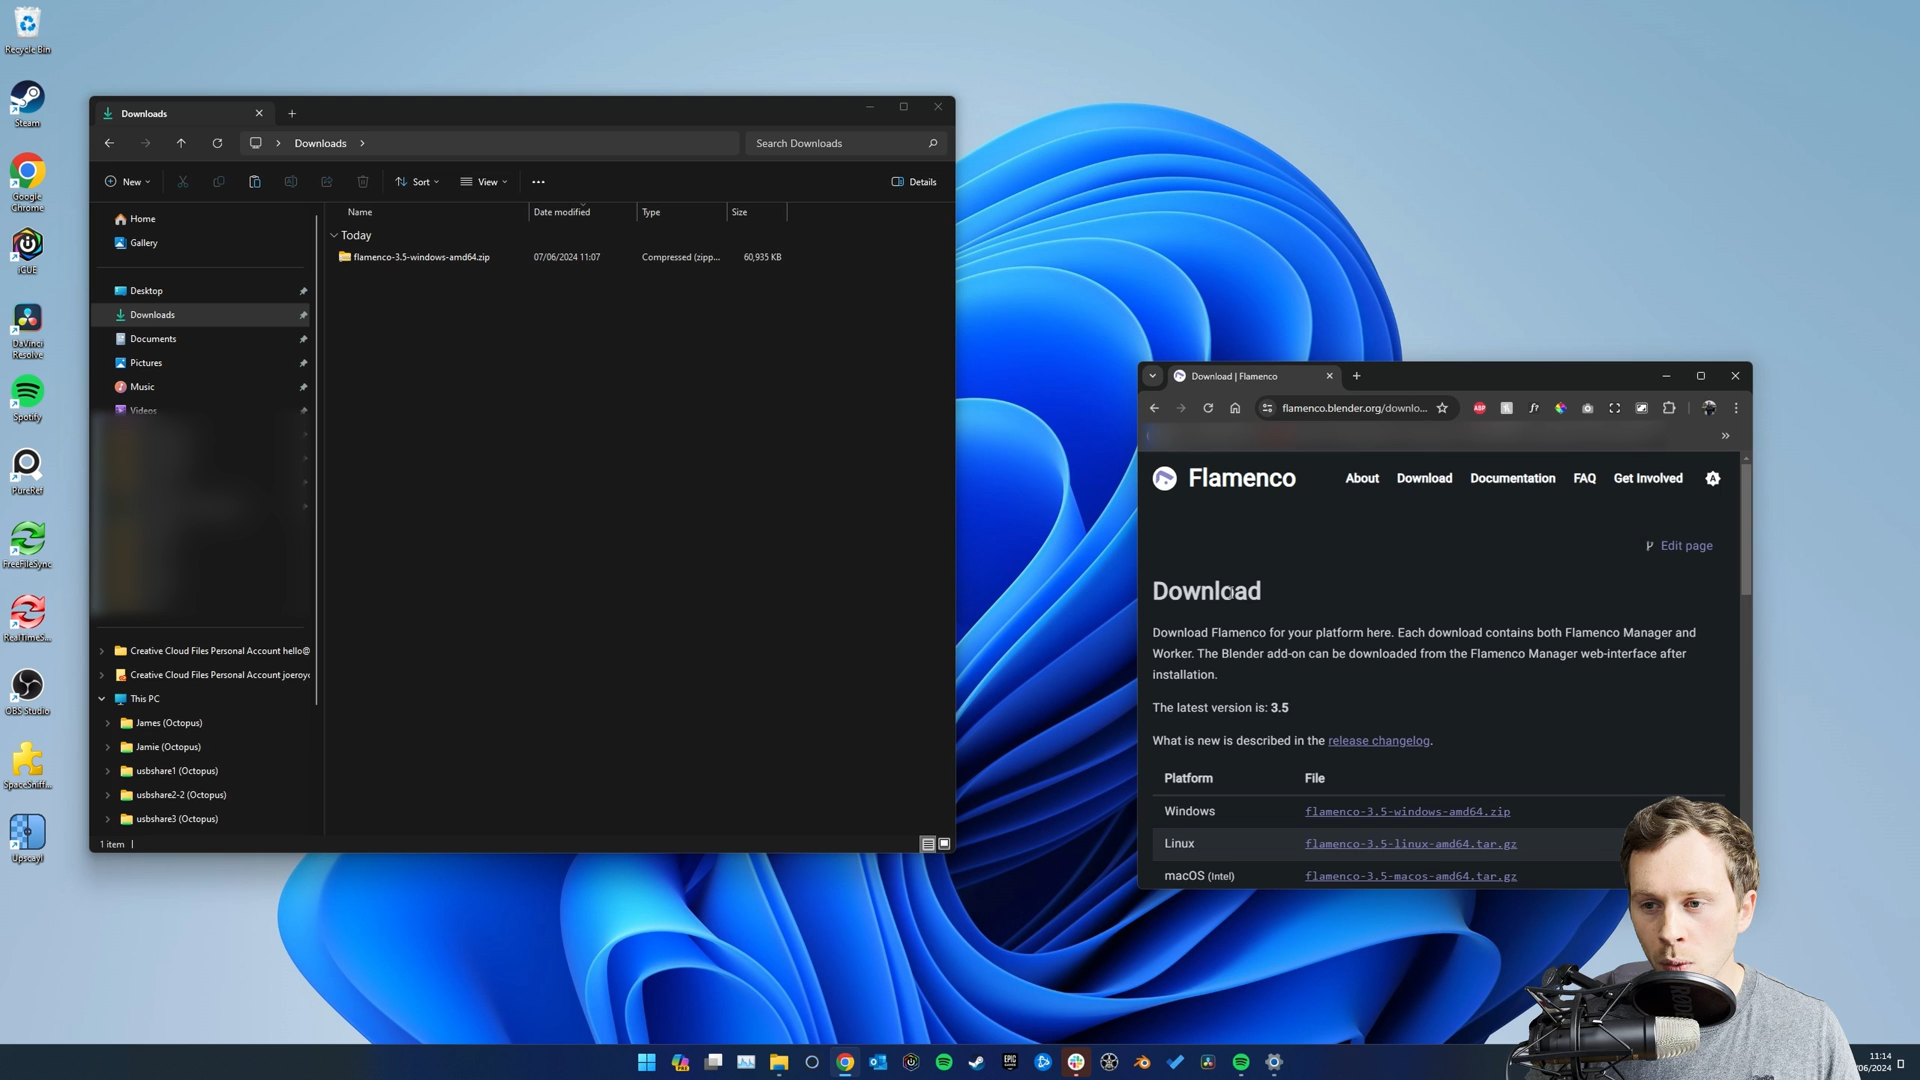 Recycle Bin
Steam
Google
Chrome
iCUE
DaVinci
Resolve
Spotify
PureRef
FreeFileSync
RealTimeS...
OBS Studio
SpaceSniff...
Upscayl
Downloads
Downloads
Search Downloads
New
Sort
View
Details
Name
Date modified
Type
Size
Today
flamenco-3.5-windows-amd64.zip 07/06/2024 11:07 Compressed (zipp... 60,935 KB
Home
Gallery
Desktop
Downloads
Documents
Pictures
Music
Videos
Creative Cloud Files Personal Account hello@
Creative Cloud Files Personal Account joeroyc
This PC
James (Octopus)
Jamie (Octopus)
usbshare1 (Octopus)
usbshare2-2 (Octopus)
usbshare3 (Octopus)
1 item
Download | Flamenco
flamenco.blender.org/downlo...
ABP
Flamenco
About Download Documentation FAQ Get Involved
Edit page
Download
Download Flamenco for your platform here. Each download contains both Flamenco Manager and
Worker. The Blender add-on can be downloaded from the Flamenco Manager web-interface after
installation.
The latest version is: 3.5
What is new is described in the release changelog.
Platform File
Windows flamenco-3.5-windows-amd64.zip
Linux flamenco-3.5-linux-amd64.tar.gz
macOS (Intel) flamenco-3.5-macos-amd64.tar.gz
RODE
EPIC
11:14
/06/2024